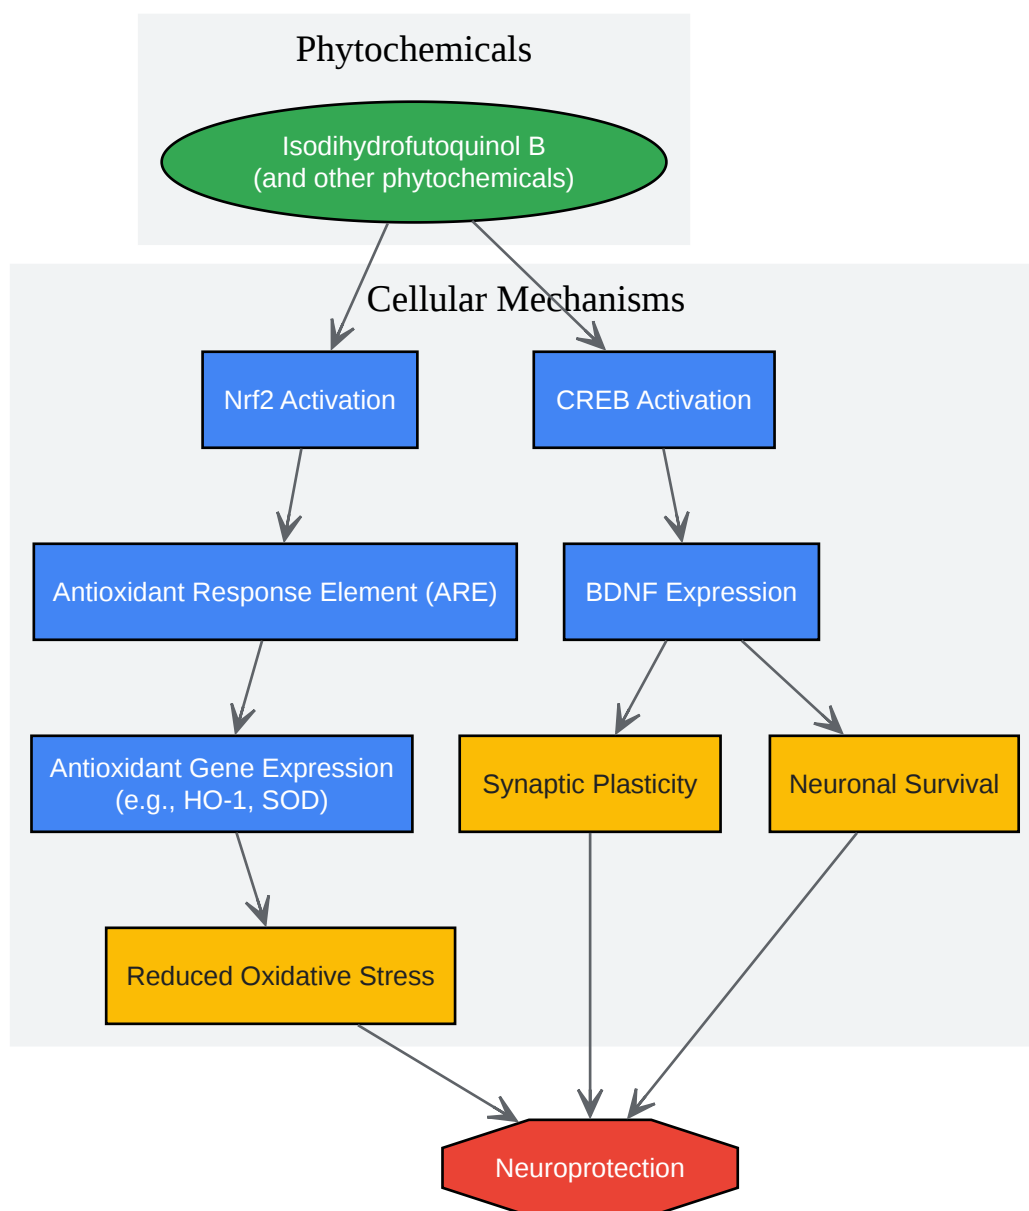 Phytochemicals
Isodihydrofutoquinol B
(and other phytochemicals)
Cellular Mechanisms
Nrf2 Activation
CREB Activation
Antioxidant Response Element (ARE)
BDNF Expression
Antioxidant Gene Expression
(e.g., HO-1, SOD)
Synaptic Plasticity
Neuronal Survival
Reduced Oxidative Stress
Neuroprotection